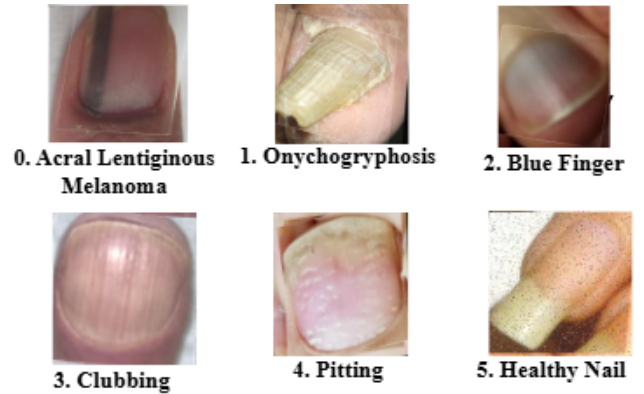 0. Acral Lentiginous
Melanoma
1. Onychogryphosis
2. Blue Finger
3. Clubbing
4. Pitting
5. Healthy Nail